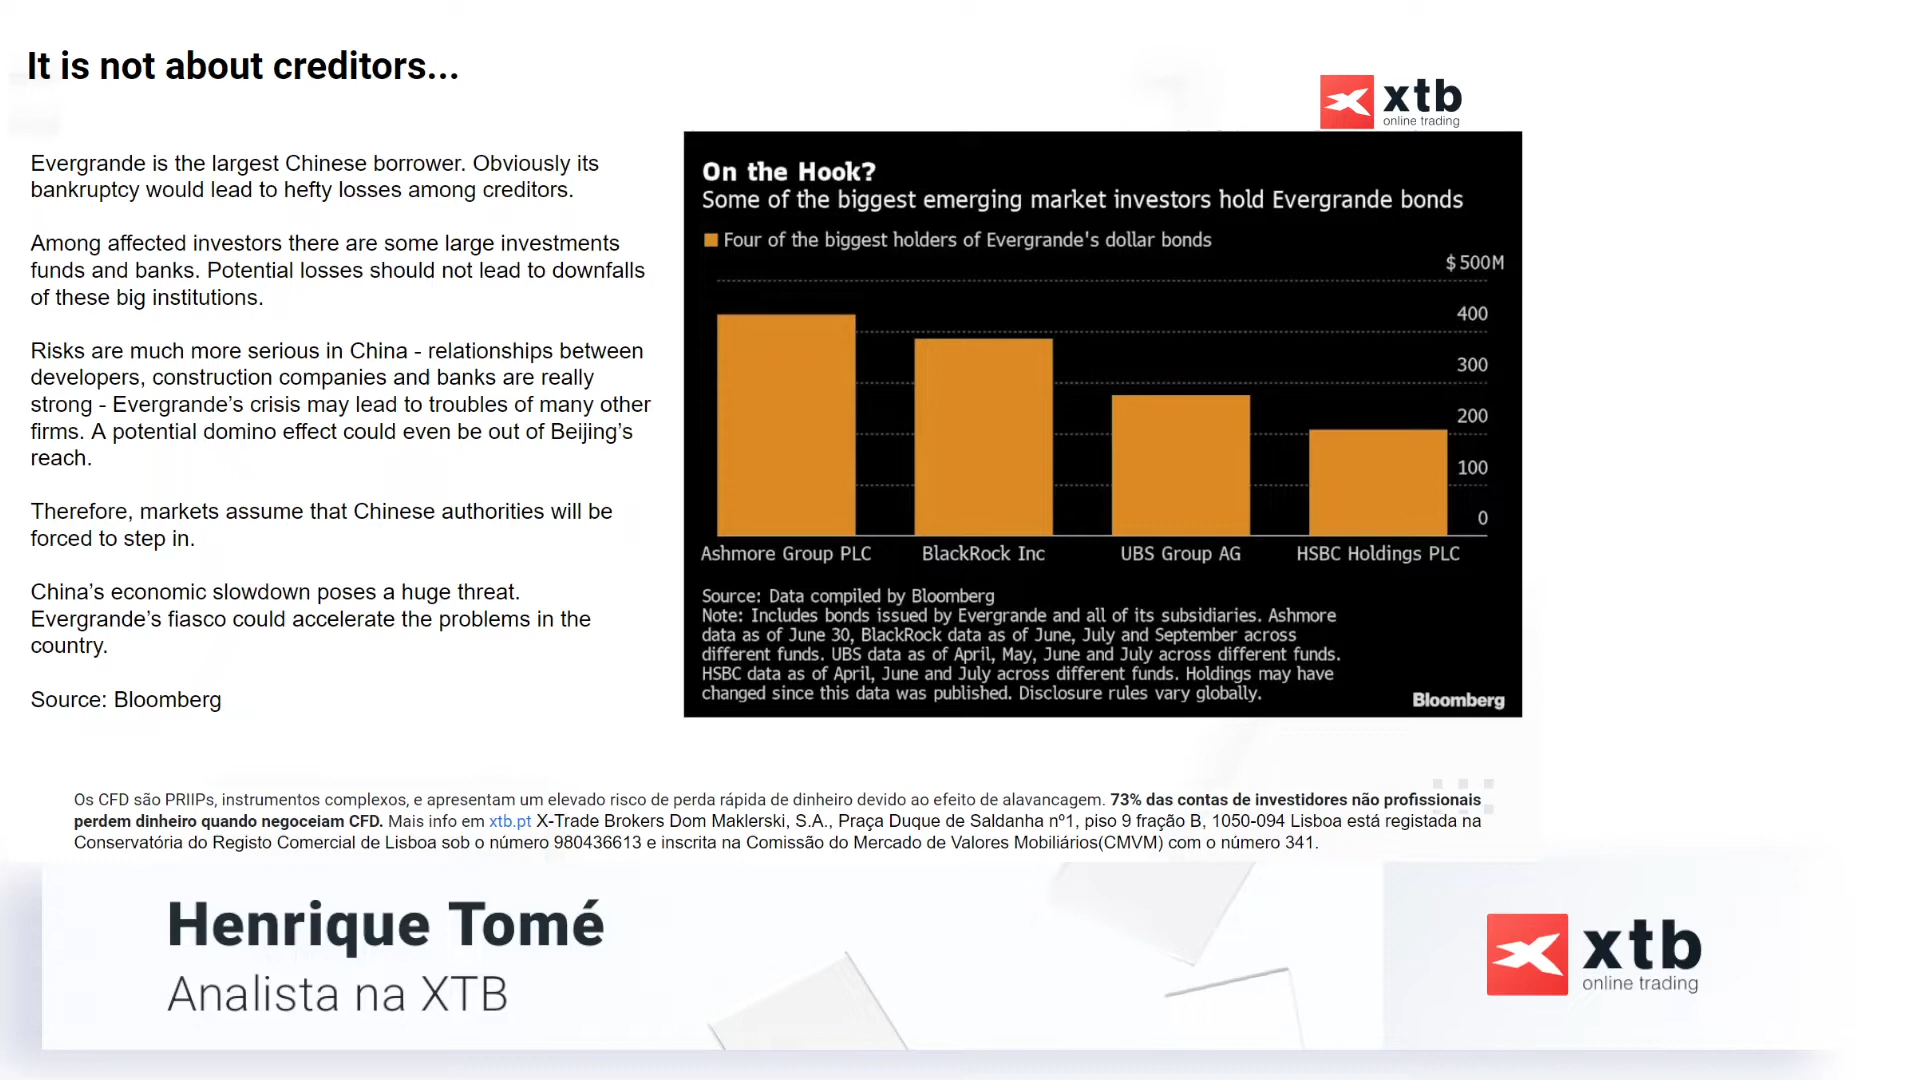 It is not about creditors...
xtb
online trading
Evergrande is the largest Chinese borrower. Obviously its
bankruptcy would lead to hefty losses among creditors.
Among affected investors there are some large investments
funds and banks. Potential losses should not lead to downfalls
of these big institutions.
Risks are much more serious in China - relationships between
developers, construction companies and banks are really
strong - Evergrande’s crisis may lead to troubles of many other
firms. A potential domino effect could even be out of Beijing’s
reach.
Therefore, markets assume that Chinese authorities will be
forced to step in.
China’s economic slowdown poses a huge threat.
Evergrande’s fiasco could accelerate the problems in the
country.
Source: Bloomberg
On the Hook?
Some of the biggest emerging market investors hold Evergrande bonds
Four of the biggest holders of Evergrande's dollar bonds
$500M
400
300
200
100
0
Ashmore Group PLC BlackRock Inc UBS Group AG HSBC Holdings PLC
Source: Data compiled by Bloomberg
Note: Includes bonds issued by Evergrande and all of its subsidiaries. Ashmore
data as of June 30, BlackRock data as of June, July and September across
different funds. UBS data as of April, May, June and July across different funds.
HSBC data as of April, June and July across different funds. Holdings may have
changed since this data was published. Disclosure rules vary globally.
Bloomberg
Os CFD são PRIIPs, instrumentos complexos, e apresentam um elevado risco de perda rápida de dinheiro devido ao efeito de alavancagem. 73% das contas de investidores não profissionais
perdem dinheiro quando negoceiam CFD. Mais info em xtb.pt X-Trade Brokers Dom Maklerski, S.A., Praça Duque de Saldanha nº1, piso 9 fração B, 1050-094 Lisboa está registada na
Conservatória do Registo Comercial de Lisboa sob o número 980436613 e inscrita na Comissão do Mercado de Valores Mobiliários(CMVM) com o número 341.
Henrique Tomé
Analista na XTB
xtb
online trading